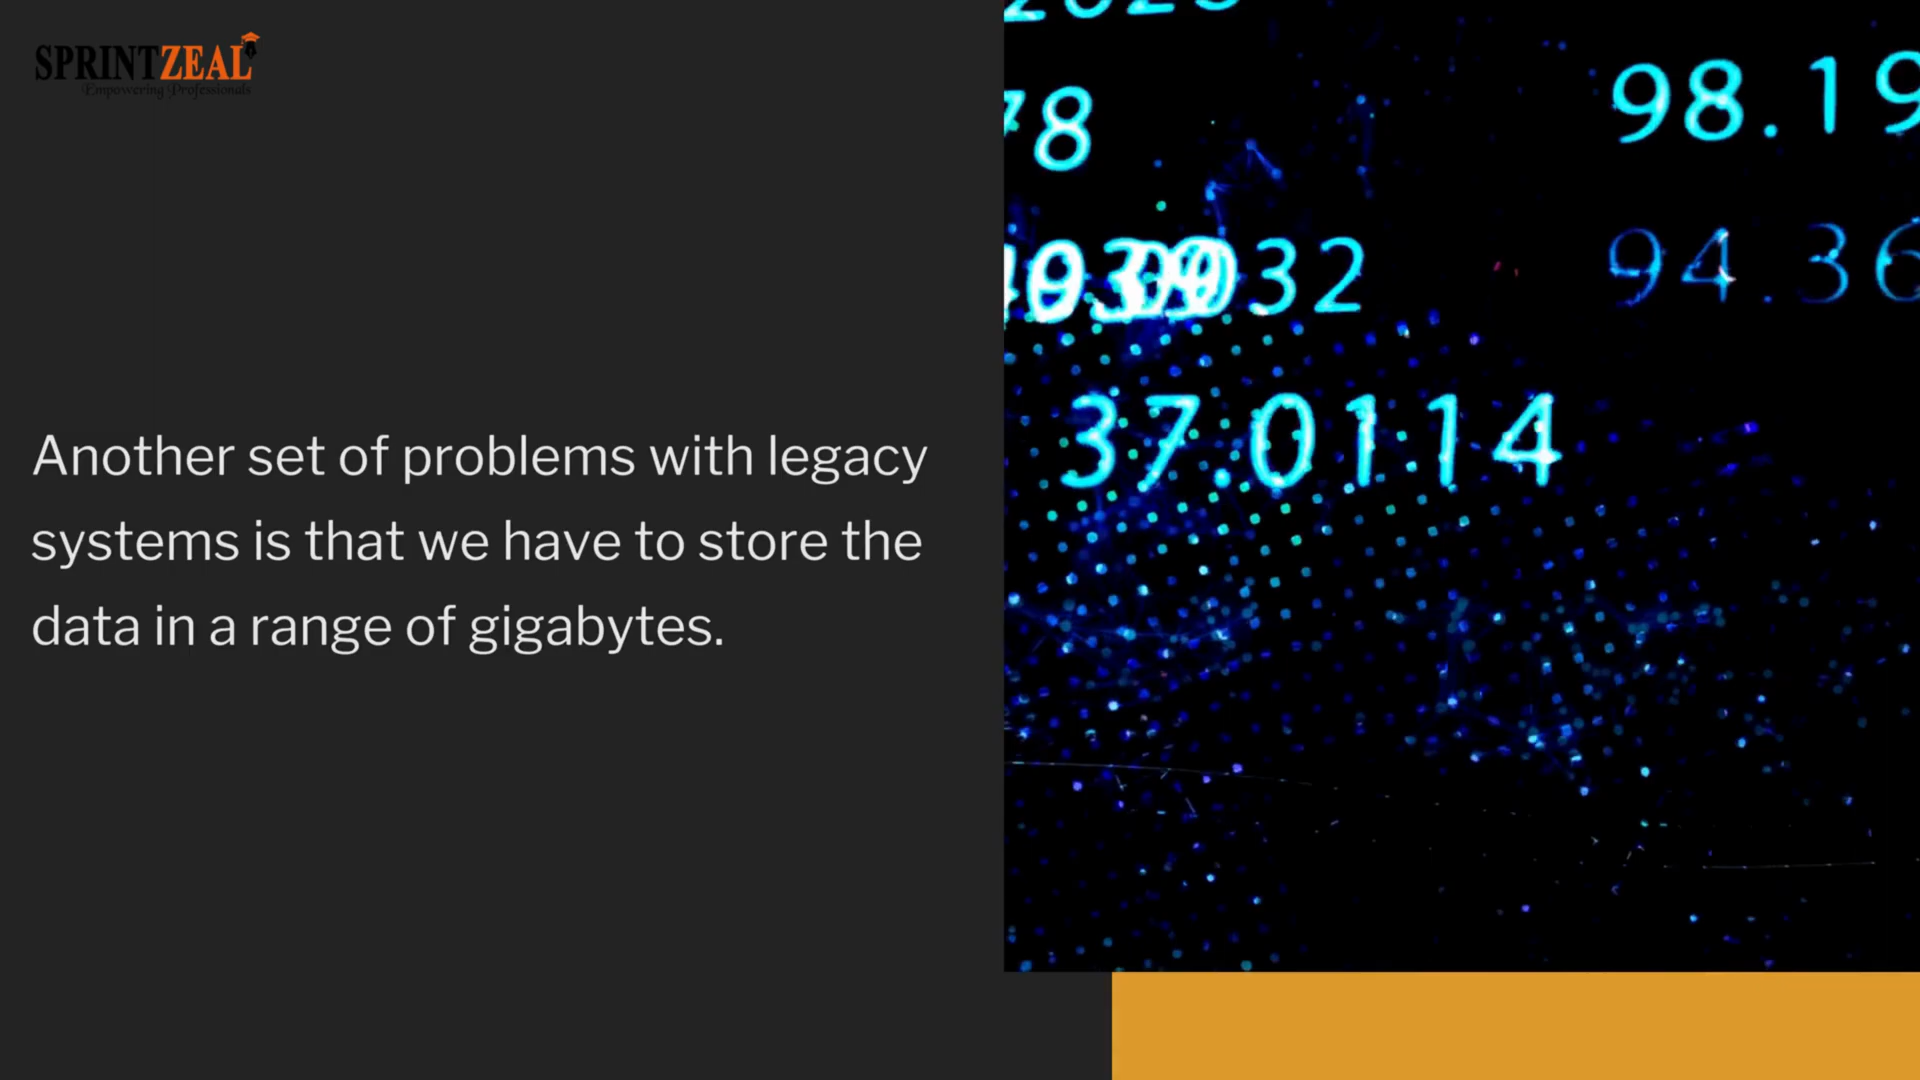 SPRINTZEAL
Empowering Professionals
Another set of problems with legacy
systems is that we have to store the
data in a range of gigabytes.
78
98.19
32
94.36
37.0114